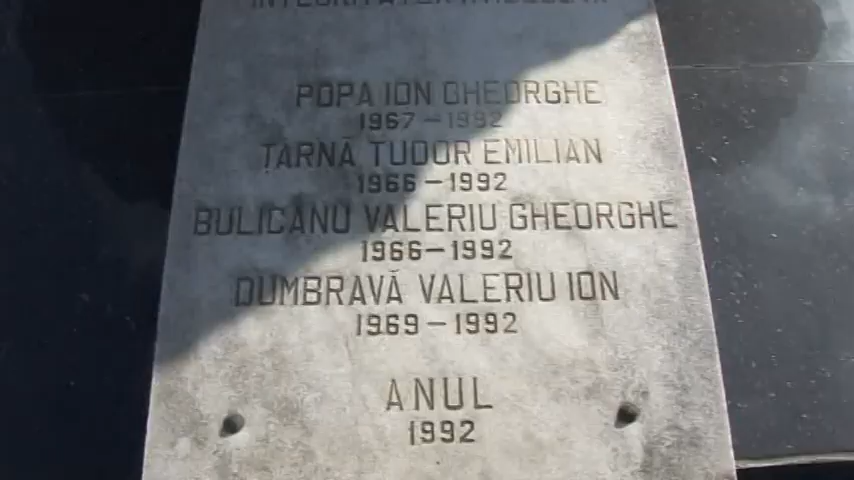 POPA ION GHEORGHE
1967-1992
ȚARNĂ TUDOR EMILIAN
1966-1992
BULICANU VALERIU GHEORGHE
1966-1992
DUMBRAVĂ VALERIU ION
1969-1992
ANUL
1992